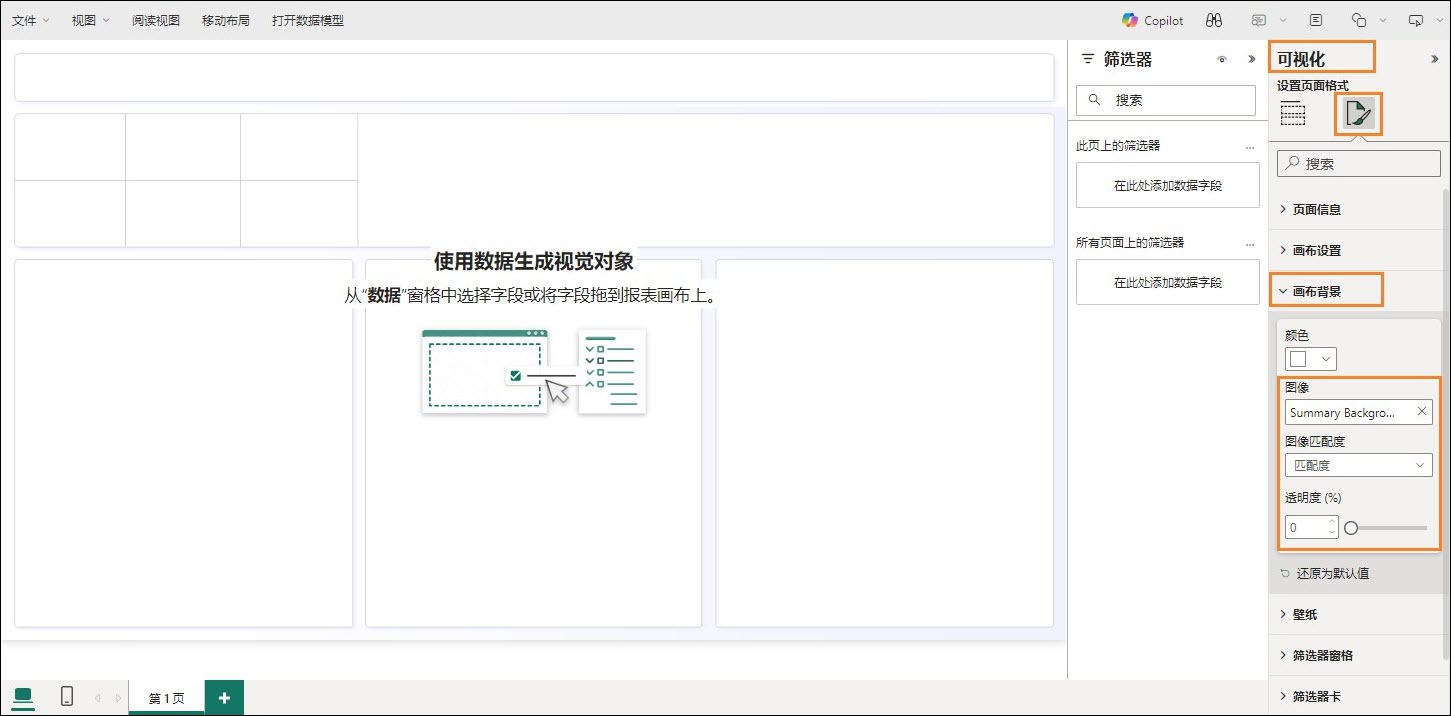 文件
视图
阅读视图
移动布局
打开数据模型
Copilot
使用数据生成视觉对象
从“数据”窗格中选择字段或将字段拖到报表画布上。
筛选器
搜索
此页上的筛选器
...
在此处添加数据字段
所有页面上的筛选器
...
在此处添加数据字段
可视化
设置页面格式
搜索
页面信息
画布设置
画布背景
颜色
图像
Summary Backgro...
图像匹配度
匹配度
透明度 (%)
0
还原为默认值
壁纸
筛选器窗格
筛选器卡
第 1 页